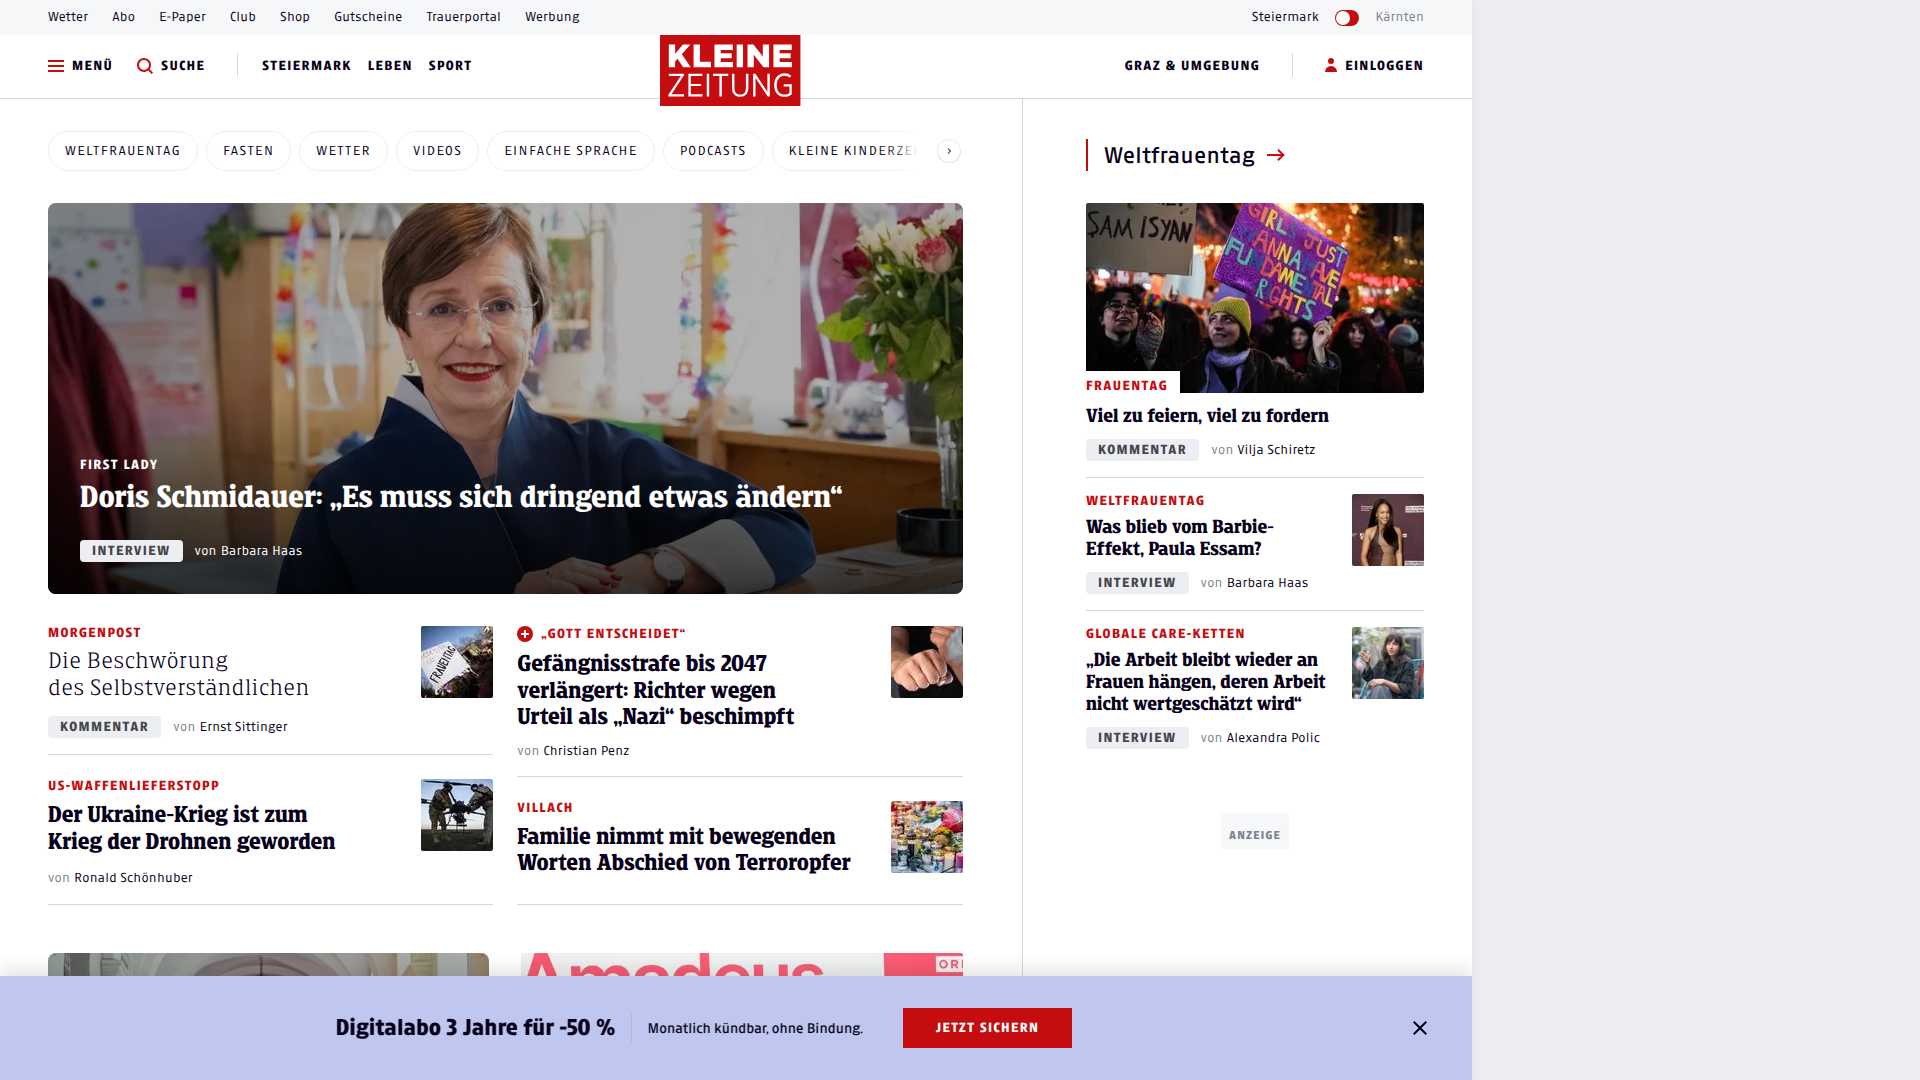 Wetter Abo E-Paper Club Shop Gutscheine Trauerportal Werbung Steiermark Kärnten
MENÜ SUCHE STEIERMARK LEBEN SPORT KLEINE ZEITUNG GRAZ & UMGEBUNG EINLOGGEN
WELTFRAUENTAG FASTEN WETTER VIDEOS EINFACHE SPRACHE PODCASTS KLEINE KINDERZE
FIRST LADY
Doris Schmidauer: „Es muss sich dringend etwas ändern“
INTERVIEW von Barbara Haas
MORGENPOST
Die Beschwörung
des Selbstverständlichen
KOMMENTAR von Ernst Sittinger
FRAUENTAG
US-WAFFENLIEFERSTOPP
Der Ukraine-Krieg ist zum
Krieg der Drohnen geworden
von Ronald Schönhuber
„GOTT ENTSCHEIDET“
Gefängnisstrafe bis 2047
verlängert: Richter wegen
Urteil als „Nazi“ beschimpft
von Christian Penz
VILLACH
Familie nimmt mit bewegenden
Worten Abschied von Terroropfer
Amadeus
Weltfrauentag
SAM ISYAN
GIRLS JUST
WANNA HAVE
FUNDAMENTAL
RIGHTS
FRAUENTAG
Viel zu feiern, viel zu fordern
KOMMENTAR von Vilja Schiretz
WELTFRAUENTAG
Was blieb vom Barbie-
Effekt, Paula Essam?
INTERVIEW von Barbara Haas
GLOBALE CARE-KETTEN
„Die Arbeit bleibt wieder an
Frauen hängen, deren Arbeit
nicht wertgeschätzt wird“
INTERVIEW von Alexandra Polic
ANZEIGE
Digitalabo 3 Jahre für -50 % Monatlich kündbar, ohne Bindung. JETZT SICHERN